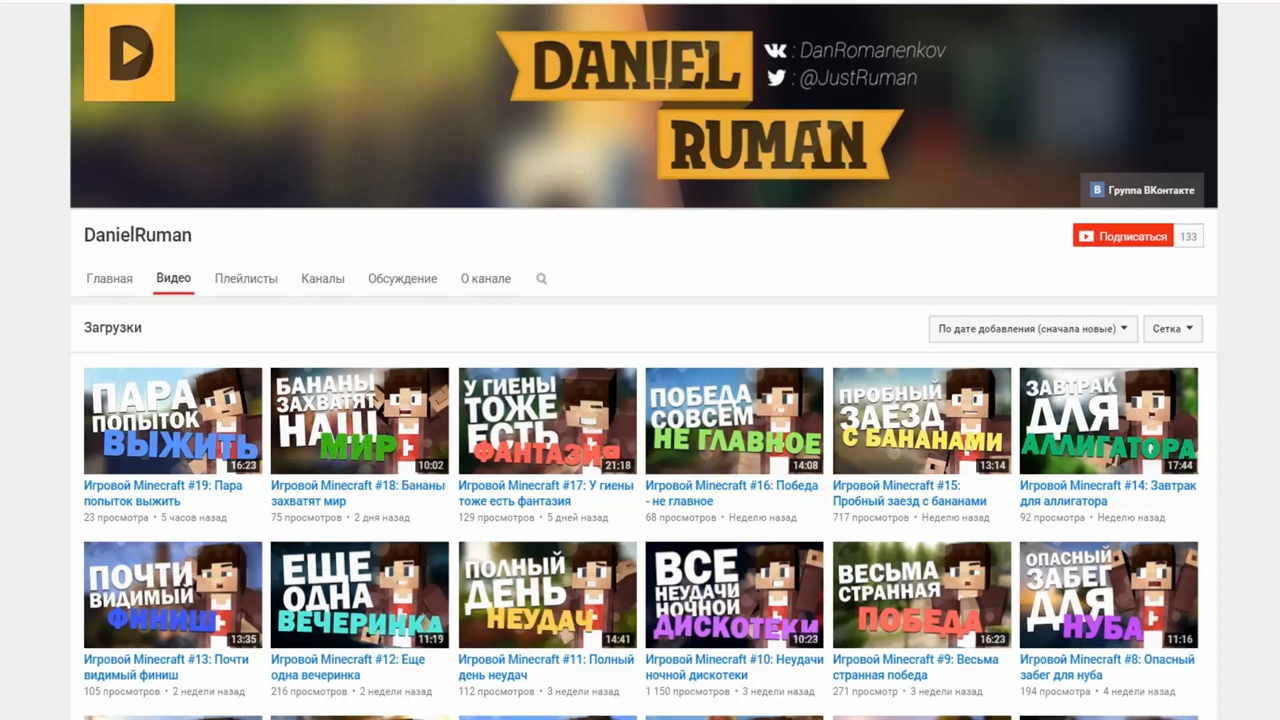 D
DAN!EL
RUMAN
: DanRomanenkov
: @JustRuman
B Группа ВКонтакте
DanielRuman
Подписаться 133
Главная Видео Плейлисты Каналы Обсуждение О канале
Загрузки
По дате добавления (сначала новые) Сетка
ПАРА
ПОПЫТОК
ВЫЖИТЬ
16:23
БАНАНЫ
ЗАХВАТЯТ
НАШ
МИР
10:02
У ГИЕНЫ
ТОЖЕ
ЕСТЬ
ФАНТАЗИЯ
21:18
ПОБЕДА
СОВСЕМ
НЕ ГЛАВНОЕ
14:08
ПРОБНЫЙ
ЗАЕЗД
С БАНАНАМИ
13:14
ЗАВТРАК
ДЛЯ
АЛЛИГАТОРА
17:44
Игровой Minecraft #19: Пара
попыток выжить
23 просмотра • 5 часов назад
Игровой Minecraft #18: Бананы
захватят мир
75 просмотров • 2 дня назад
Игровой Minecraft #17: У гиены
тоже есть фантазия
129 просмотров • 5 дней назад
Игровой Minecraft #16: Победа
- не главное
68 просмотров • Неделю назад
Игровой Minecraft #15:
Пробный заезд с бананами
717 просмотра • Неделю назад
Игровой Minecraft #14: Завтрак
для аллигатора
92 просмотра • Неделю назад
ПОЧТИ
ВИДИМЫЙ
ФИНИШ
13:35
ЕЩЕ
ОДНА
ВЕЧЕРИНКА
11:19
ПОЛНЫЙ
ДЕНЬ
НЕУДАЧ
14:41
ВСЕ
НЕУДАЧИ
НОЧНОЙ
ДИСКОТЕКИ
10:23
ВЕСЬМА
СТРАННАЯ
ПОБЕДА
16:23
ОПАСНЫЙ
ЗАБЕГ
ДЛЯ
НУБА
11:16
Игровой Minecraft #13: Почти
видимый финиш
105 просмотров • 2 недели назад
Игровой Minecraft #12: Еще
одна вечеринка
216 просмотров • 2 недели назад
Игровой Minecraft #11: Полный
день неудач
112 просмотров • 3 недели назад
Игровой Minecraft #10: Неудачи
ночной дискотеки
1 150 просмотров • 3 недели назад
Игровой Minecraft #9: Весьма
странная победа
271 просмотр • 3 недели назад
Игровой Minecraft #8: Опасный
забег для нуба
194 просмотра • 4 недели назад